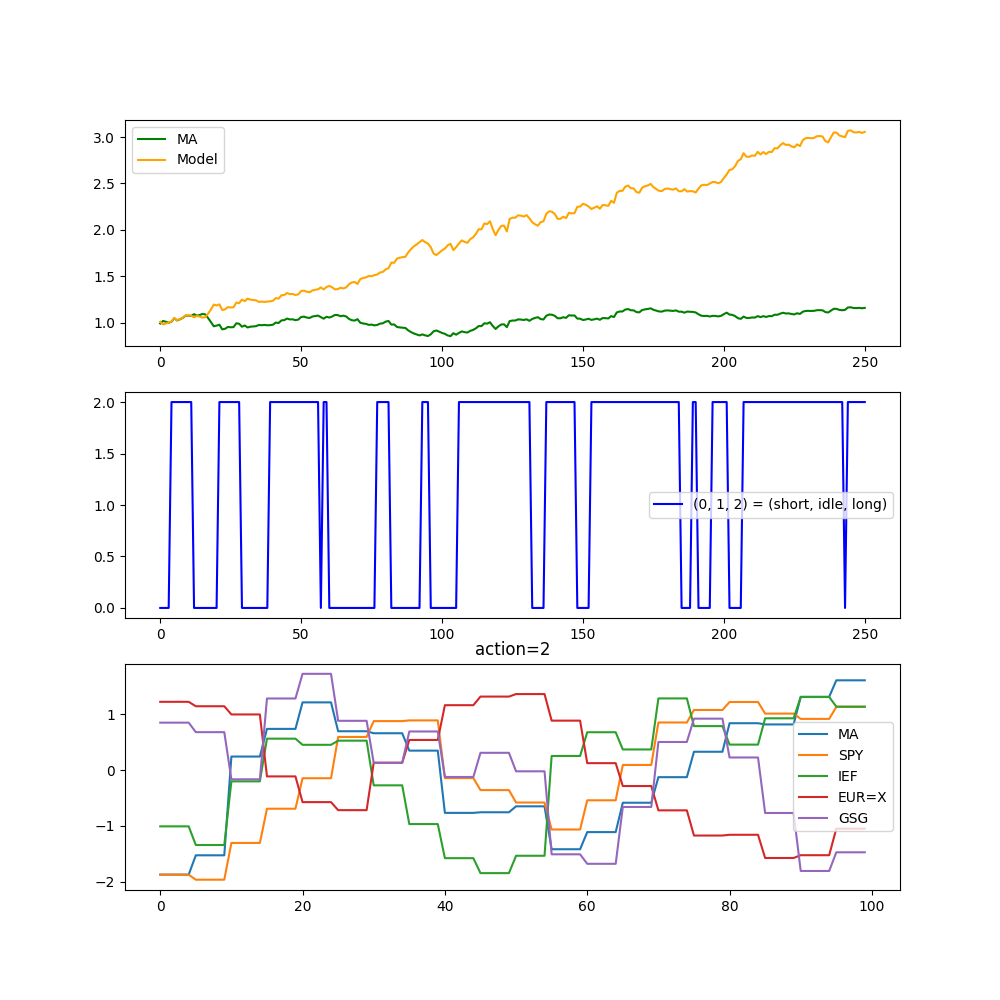 3.0
2.5
2.0
1.5
1.0
MA
Model
0 50 100 150 200 250
2.0
1.5
1.0
0.5
0.0
(0, 1, 2) = (short, idle, long)
0 50 100 150 200 250
action=2
1
0
−1
−2
MA
SPY
IEF
EUR=X
GSG
0 20 40 60 80 100